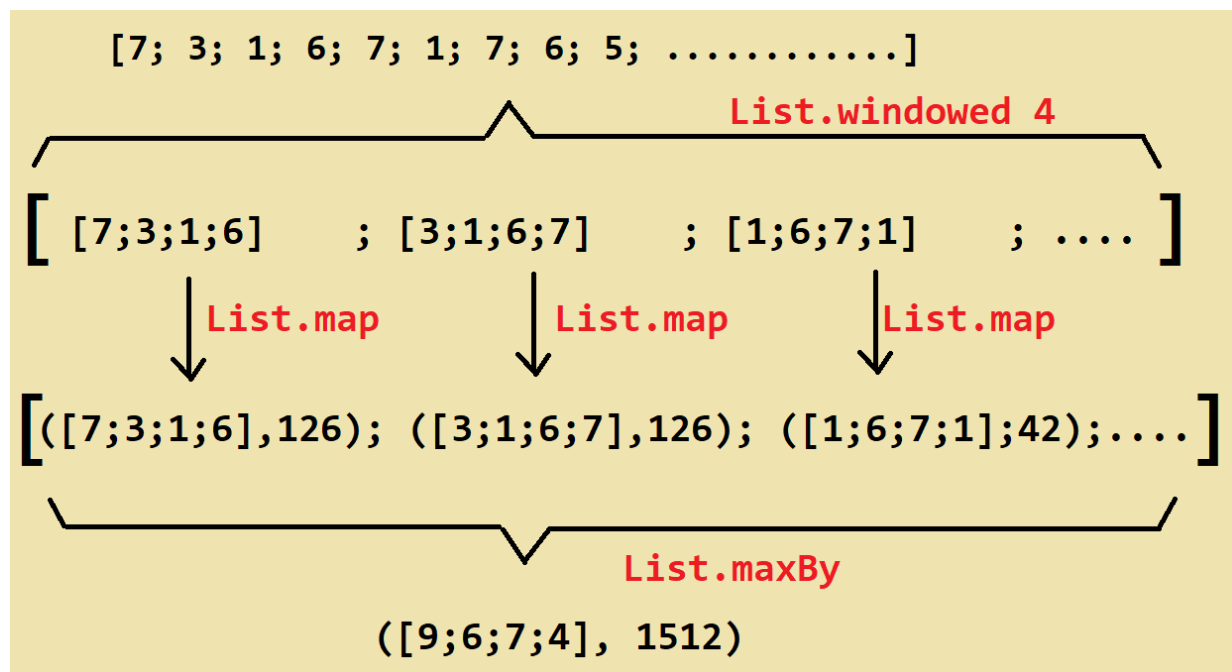 [7; 3; 1; 6; 7; 1; 7; 6; 5; ............]
List.windowed 4
[ [7;3;1;6] ; [3;1;6;7] ; [1;6;7;1] ; .... ]
List.map List.map List.map
[([7;3;1;6],126); ([3;1;6;7],126); ([1;6;7;1];42);....]
List.maxBy
([9;6;7;4], 1512)